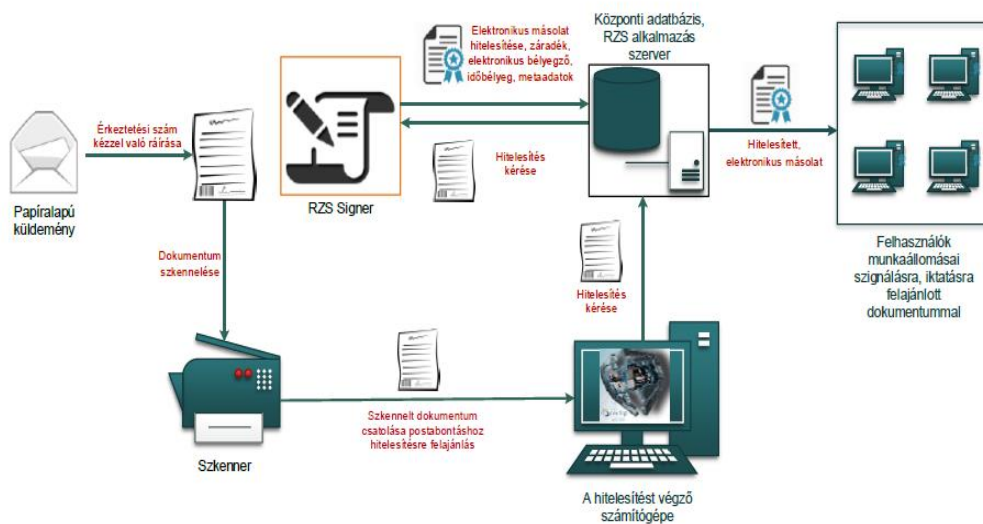 Elektronikus másolat
hitelesítése, záradék,
elektronikus bélyegző,
időbélyeg, metaadatok
Központi adatbázis,
RZS alkalmazás
szerver
Érkeztetési szám
kézzel való ráírása
Hitelesítés
kérése
Hitelesített,
elektronikus másolat
Papíralapú
küldemény
RZS Signer
Dokumentum
szkennelése
Hitelesítés
kérése
Felhasználók
munkaállomásai
szignálásra, iktatásra
felajánlott
dokumentummal
Szkennelt dokumentum
csatolása postabontáshoz
hitelesítésre felajánlás
Szkenner
A hitelesítést végző
számítógépe